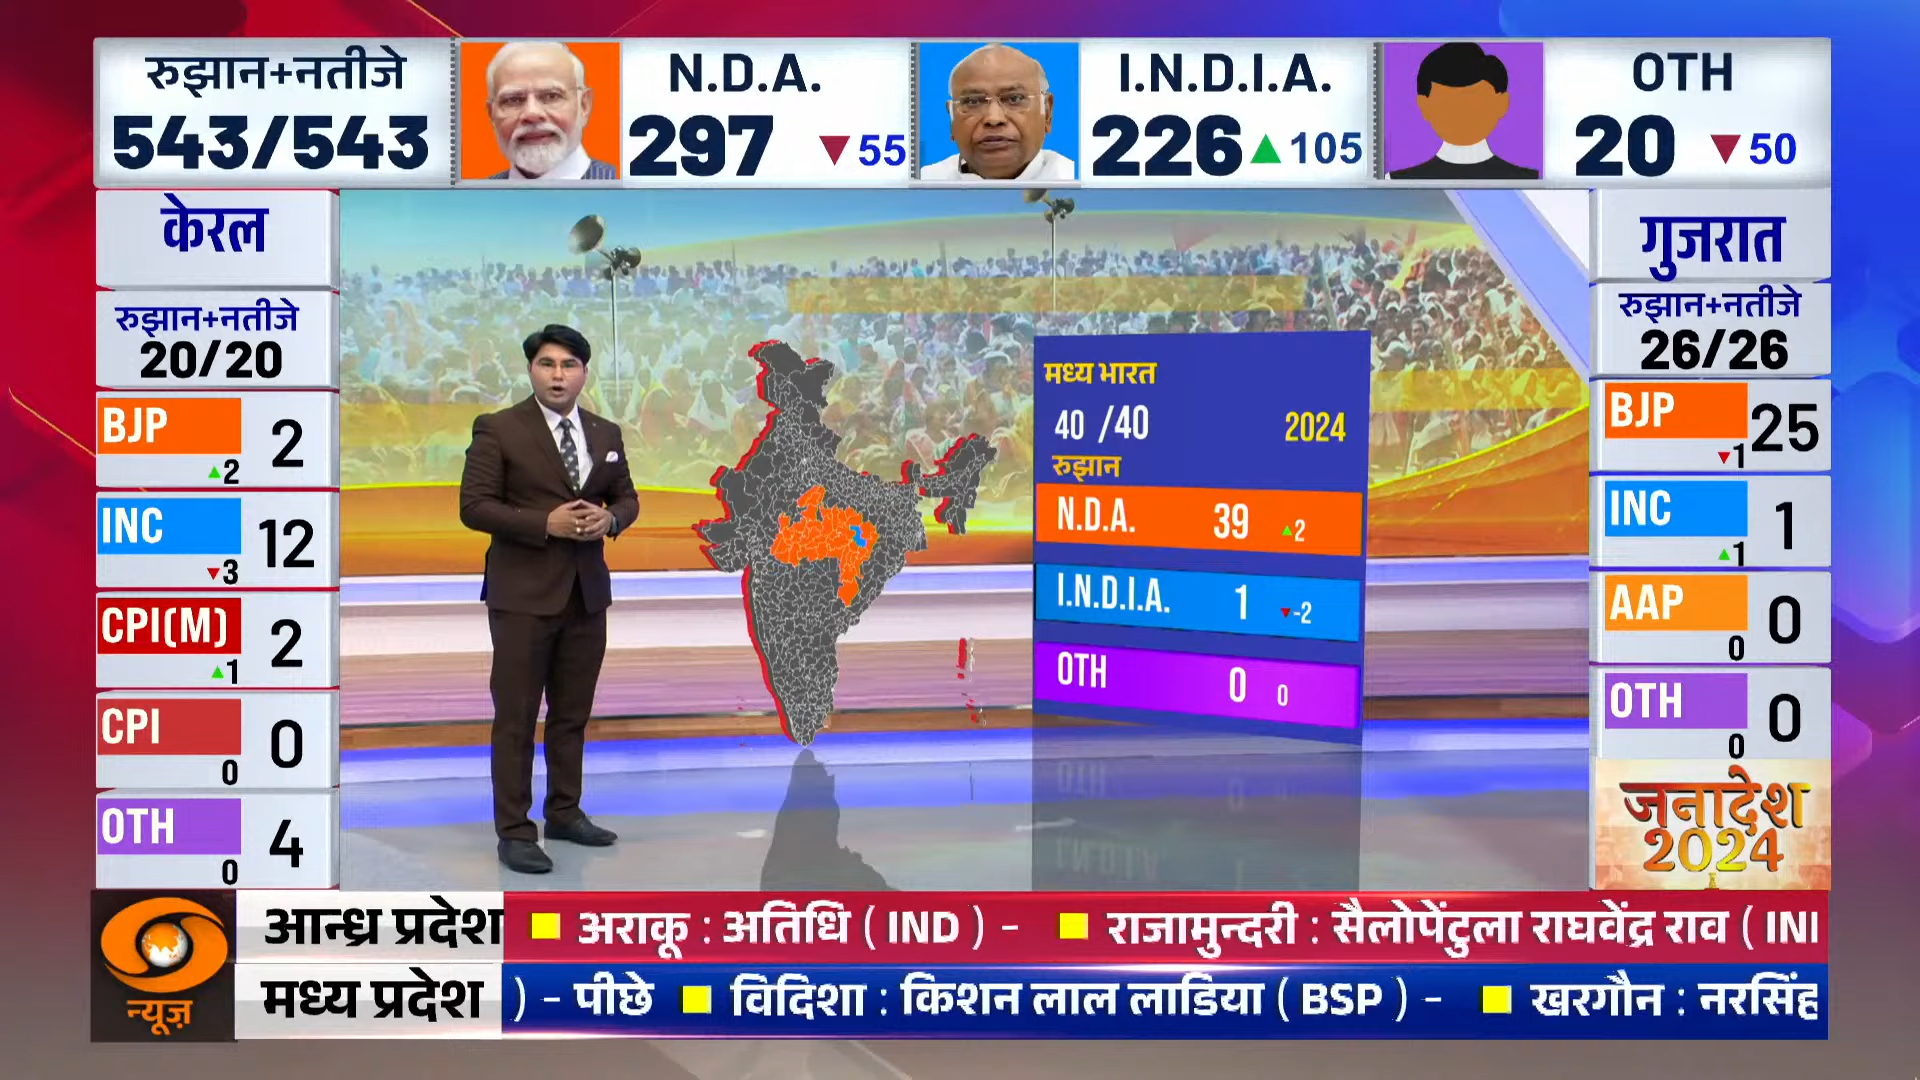 रुझान+नतीजे
543/543
N.D.A.
297 ▼55
I.N.D.I.A.
226 ▲105
OTH
20 ▼50
केरल
रुझान+नतीजे
20/20
BJP 2
▲2
INC 12
▼3
CPI(M) 2
▲1
CPI 0
0
OTH 4
0
मध्य भारत
40 /40 2024
रुझान
N.D.A. 39 ▲2
I.N.D.I.A. 1 ▼-2
OTH 0 0
गुजरात
रुझान+नतीजे
26/26
BJP 25
▼1
INC 1
▲1
AAP 0
0
OTH 0
0
जनादेश
2024
न्यूज़
आन्ध्र प्रदेश अराकू : अतिथि ( IND ) - राजामुन्दरी : सैलोपेंटुला राघवेंद्र राव ( INI
मध्य प्रदेश ) - पीछे विदिशा : किशन लाल लाडिया ( BSP ) - खरगौन : नरसिंह